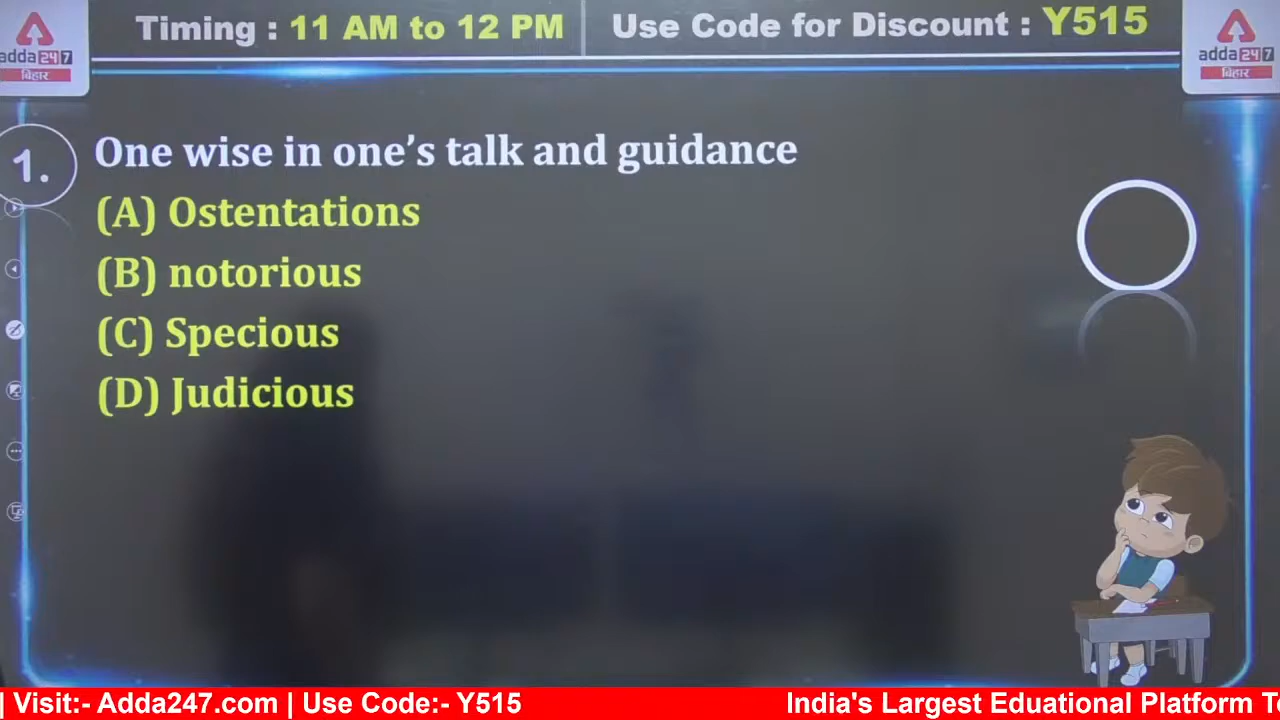 Timing : 11 AM to 12 PM
Use Code for Discount : Y515
adda247
बिहार
adda247
बिहार
1.
One wise in one's talk and guidance
(A) Ostentations
(B) notorious
(C) Specious
(D) Judicious
| Visit:- Adda247.com | Use Code:- Y515
India's Largest Eduational Platform T